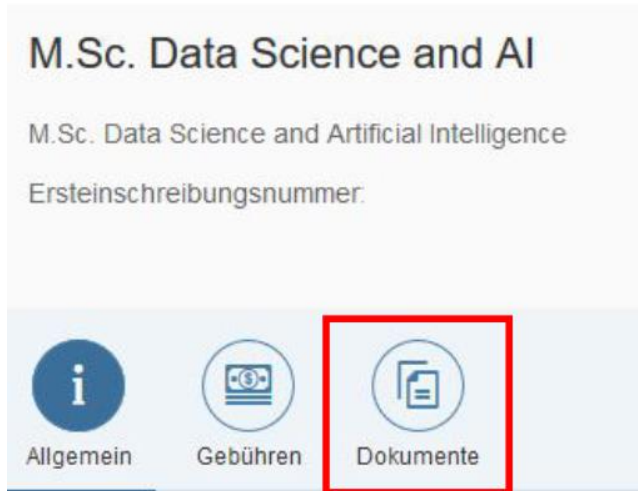 M.Sc. Data Science and AI
M.Sc. Data Science and Artificial Intelligence
Ersteinschreibungsnummer:
i
Allgemein Gebühren Dokumente